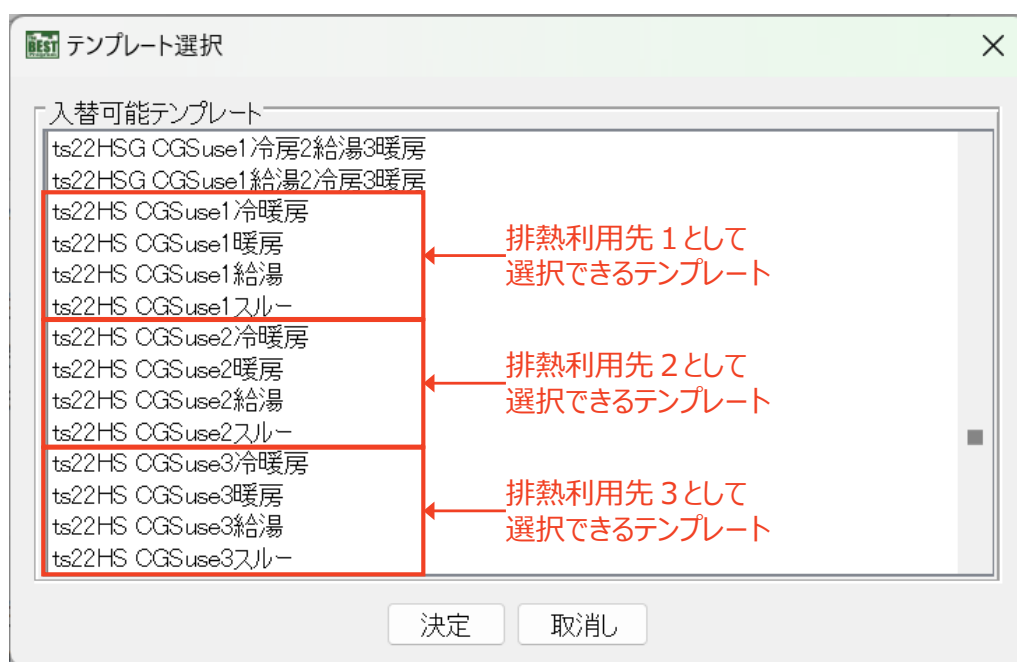 BEST テンプレート選択
入替可能テンプレート
ts22HSG CGSuse1冷房2給湯3暖房
ts22HSG CGSuse1給湯2冷房3暖房
ts22HS CGSuse1冷暖房
ts22HS CGSuse1暖房
ts22HS CGSuse1給湯
ts22HS CGSuse1スルー
排熱利用先1として
選択できるテンプレート
ts22HS CGSuse2冷暖房
ts22HS CGSuse2暖房
ts22HS CGSuse2給湯
ts22HS CGSuse2スルー
排熱利用先2として
選択できるテンプレート
ts22HS CGSuse3冷暖房
ts22HS CGSuse3暖房
ts22HS CGSuse3給湯
ts22HS CGSuse3スルー
排熱利用先3として
選択できるテンプレート
決定 取消し